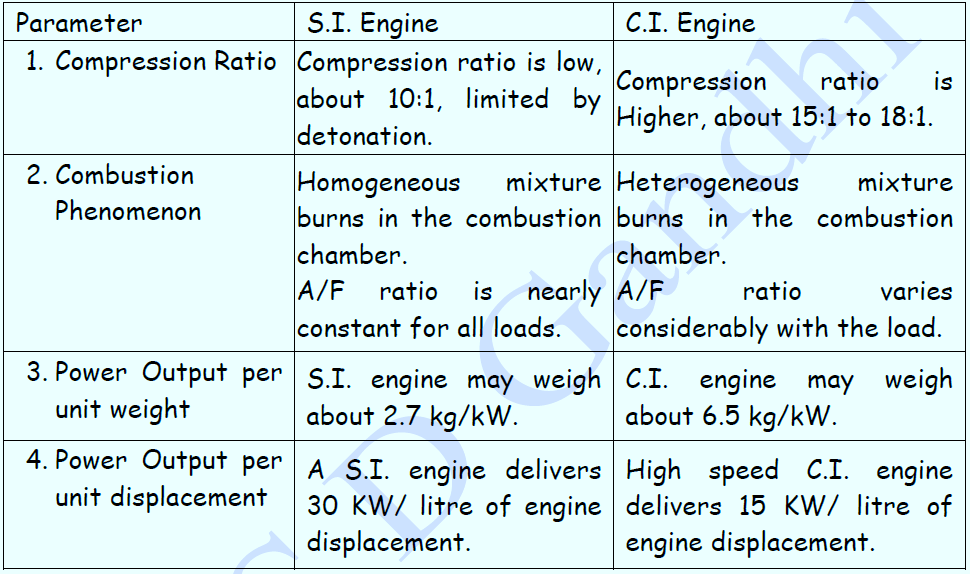 Parameter
S.I. Engine
C.I. Engine
1. Compression Ratio
Compression ratio is low,
about 10:1, limited by
detonation.
Compression ratio is
Higher, about 15:1 to 18:1.
2. Combustion
Phenomenon
Homogeneous mixture
burns in the combustion
chamber.
A/F ratio is nearly
constant for all loads.
Heterogeneous mixture
burns in the combustion
chamber.
A/F ratio varies
considerably with the load.
3. Power Output per
unit weight
S.I. engine may weigh
about 2.7 kg/kW.
C.I. engine may weigh
about 6.5 kg/kW.
4. Power Output per
unit displacement
A S.I. engine delivers
30 KW/ litre of engine
displacement.
High speed C.I. engine
delivers 15 KW/ litre of
engine displacement.
D Gandhi